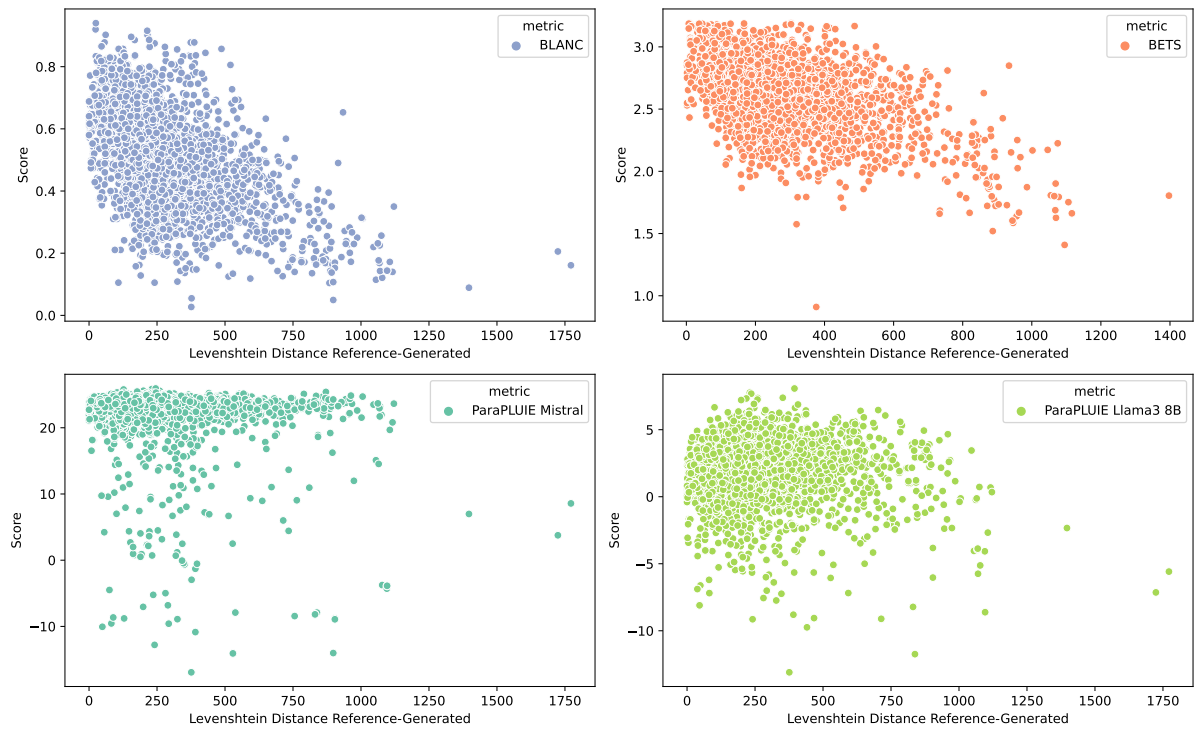 metric
BLANC
0.8
0.6
0.4
0.2
0.0
Score
0 250 500 750 1000 1250 1500 1750
Levenshtein Distance Reference-Generated
metric
BETS
3.0
2.5
2.0
1.5
1.0
Score
0 200 400 600 800 1000 1200 1400
Levenshtein Distance Reference-Generated
metric
ParaPLUIE Mistral
20
10
0
−10
Score
0 250 500 750 1000 1250 1500 1750
Levenshtein Distance Reference-Generated
metric
ParaPLUIE Llama3 8B
5
0
−5
−10
Score
0 250 500 750 1000 1250 1500 1750
Levenshtein Distance Reference-Generated